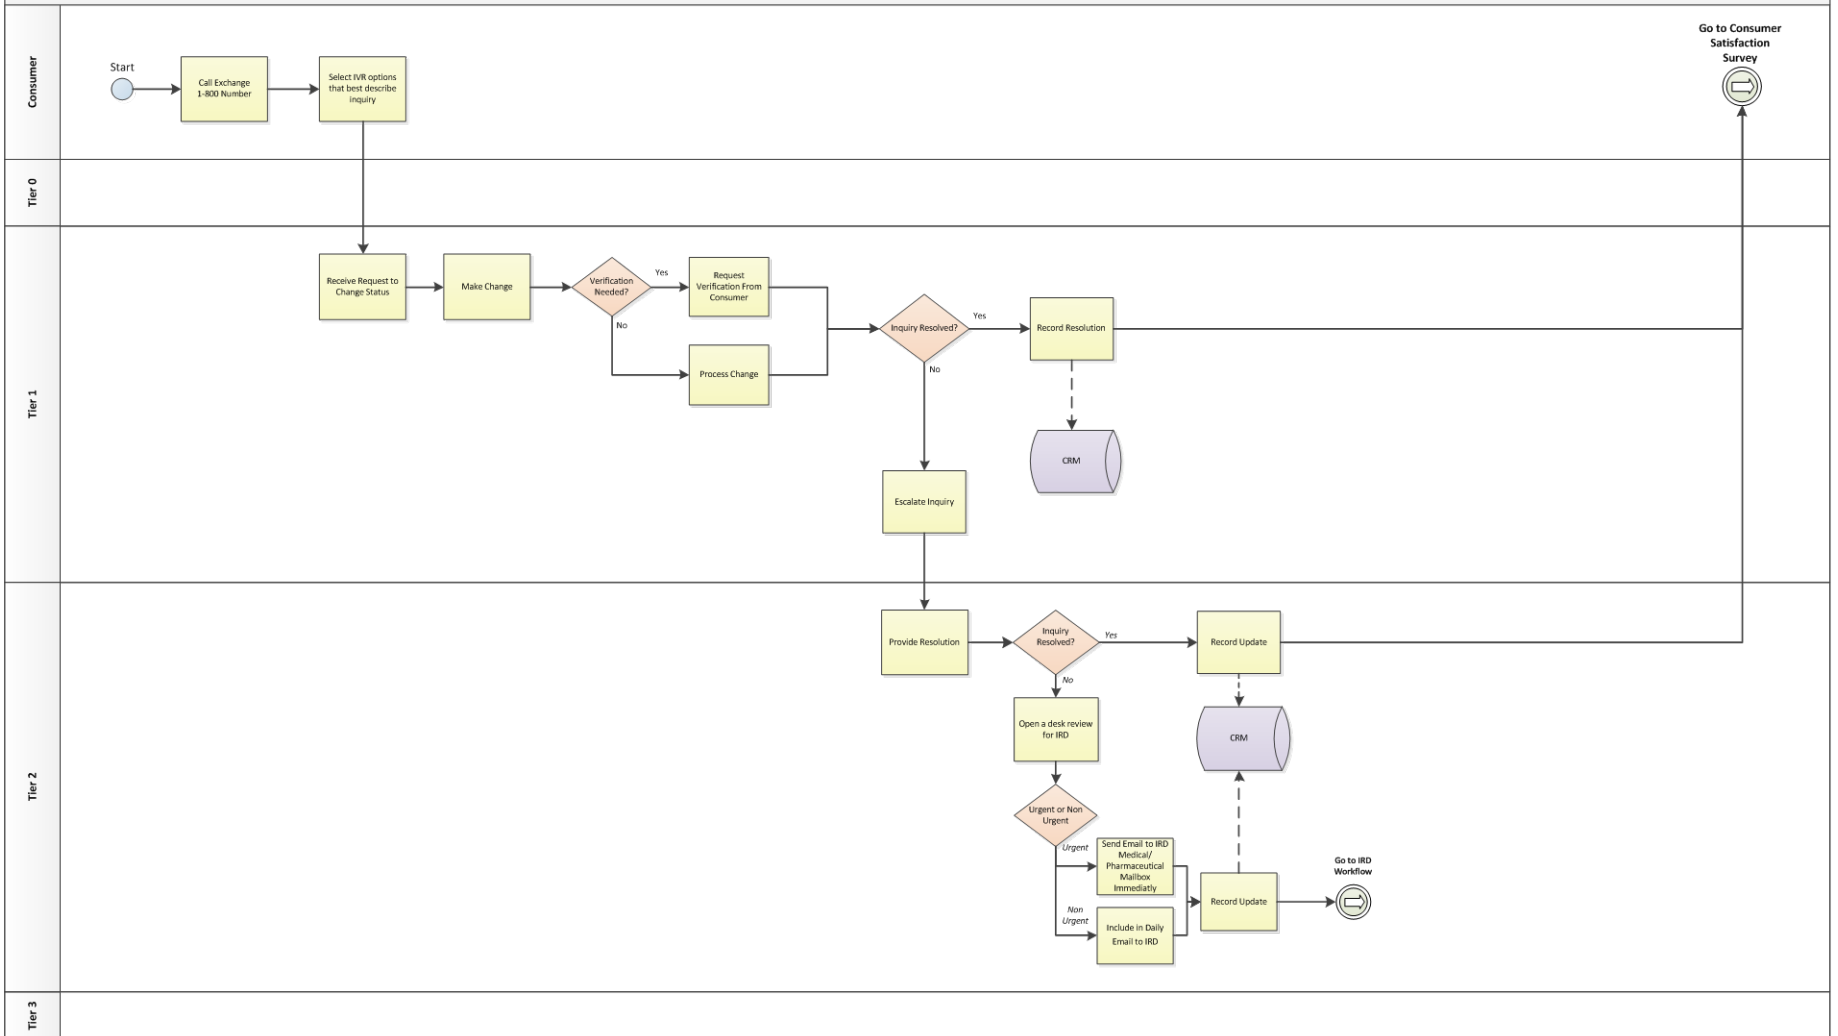 Consumer
Start
Call Exchange
1-800 Number
Select IVR options
that best describe
inquiry
Go to Consumer
Satisfaction
Survey
Tier 0
Tier 1
Receive Request to
Change Status
Make Change
Verification
Needed?
Yes
No
Request
Verification From
Consumer
Process Change
Inquiry Resolved?
Yes
No
Record Resolution
CRM
Escalate Inquiry
Tier 2
Provide Resolution
Inquiry
Resolved?
Yes
No
Record Update
CRM
Open a desk review
for IRD
Urgent or Non
Urgent
Urgent
Send Email to IRD
Medical/
Pharmaceutical
Mailbox
Immediatly
Non
Urgent
Include in Daily
Email to IRD
Record Update
Go to IRD
Workflow
Tier 3